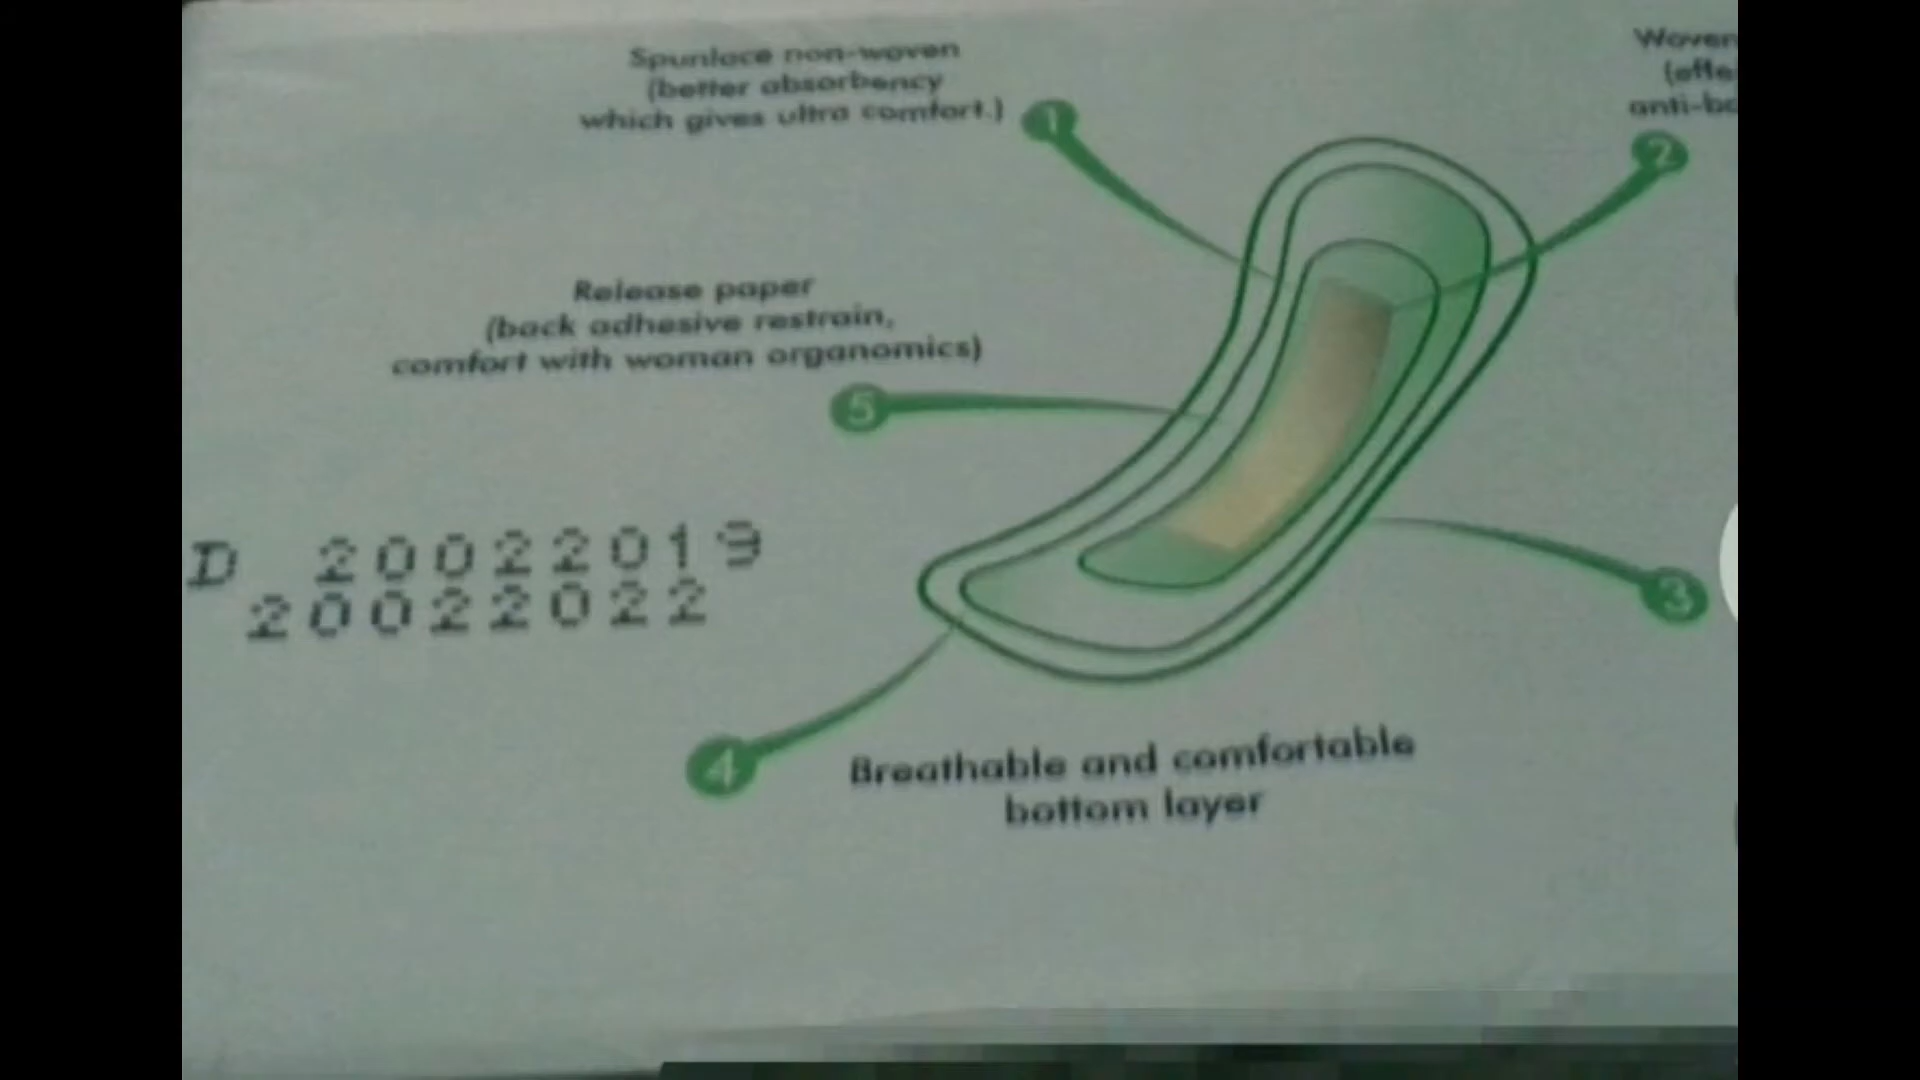 Spunlace non-woven
(better absorbency
which gives ultra comfort.)
1
Woven
2
Release paper
(back adhesive restrain,
comfort with woman organomics)
5
D 20022019
20022022
3
4
Breathable and comfortable
bottom layer